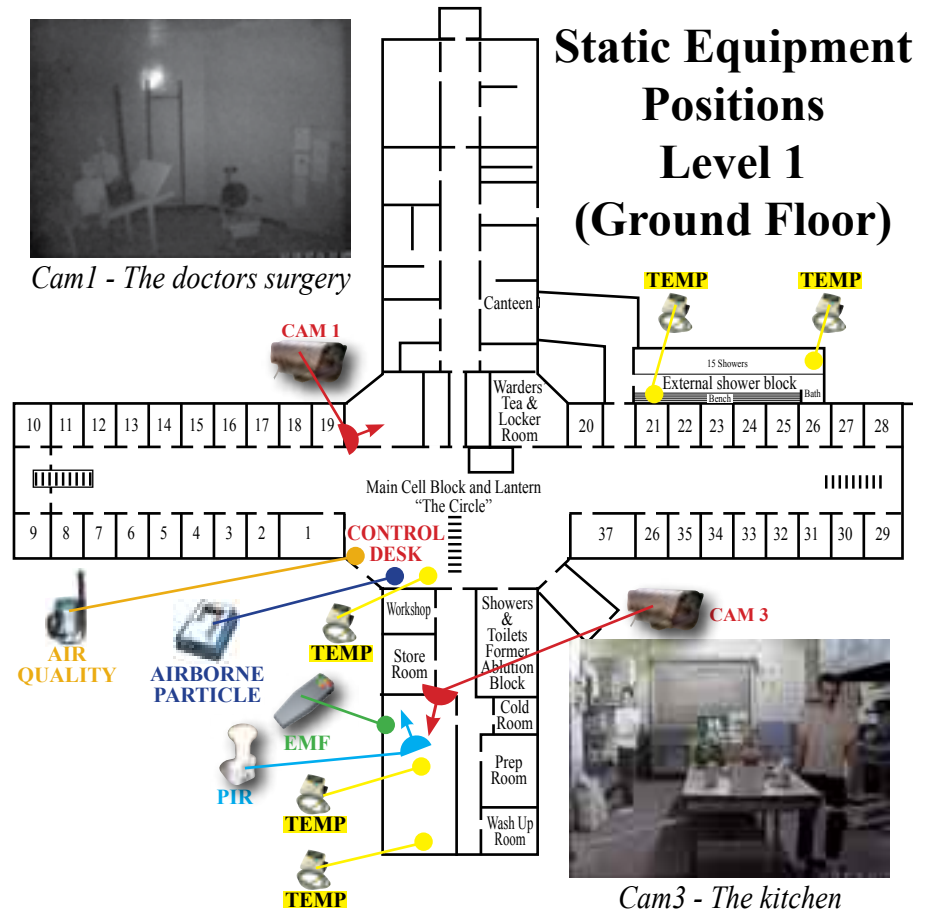 Static Equipment
Positions
Level 1
(Ground Floor)
Cam1 - The doctors surgery
TEMP
TEMP
Canteen
CAM 1
15 Showers
External shower block
Bench
Bath
Warders
Tea &
Locker
Room
10 11 12 13 14 15 16 17 18 19
20 21 22 23 24 25 26 27 28
Main Cell Block and Lantern
“The Circle”
9 8 7 6 5 4 3 2 1
37 26 35 34 33 32 31 30 29
CONTROL
DESK
Workshop
Showers
&
Toilets
Former
Ablution
Block
CAM 3
AIR
QUALITY
AIRBORNE
PARTICLE
TEMP
Store
Room
EMF
Cold
Room
PIR
Prep
Room
TEMP
Wash Up
Room
TEMP
Cam3 - The kitchen